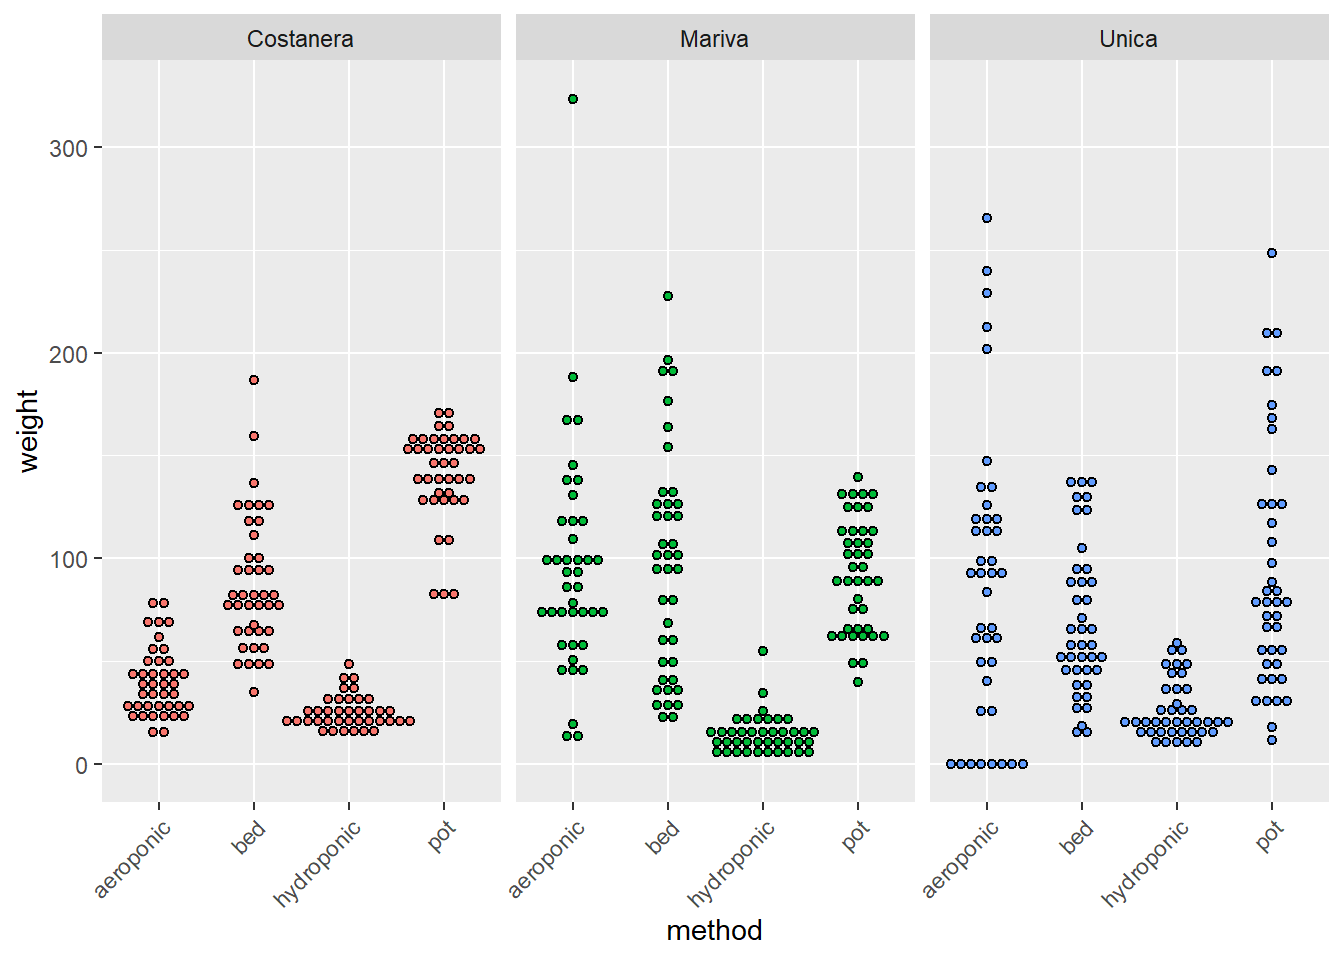 Costanera Mariva Unica
weight
300
200
100
0
aeroponic bed hydroponic pot aeroponic bed hydroponic pot aeroponic bed hydroponic pot
method